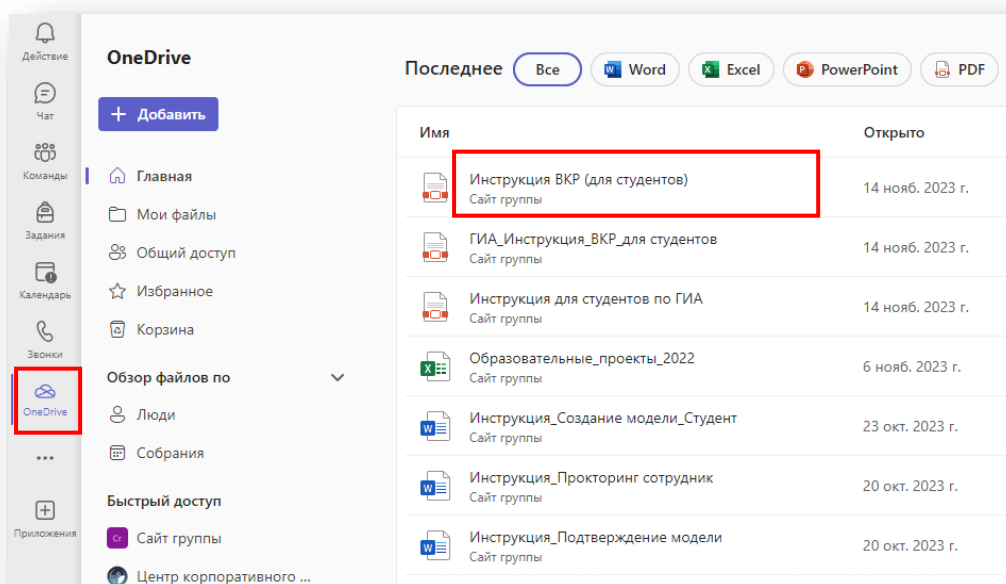 Действие
Чат
Команды
Задания
Календарь
Звонки
OneDrive
Приложения
OneDrive
+ Добавить
Главная
Мои файлы
Общий доступ
Избранное
Корзина
Обзор файлов по
Люди
Собрания
Быстрый доступ
Сг Сайт группы
Центр корпоративного ...
Последнее Все Word Excel PowerPoint PDF
Имя Открыто
Инструкция ВКР (для студентов) 14 нояб. 2023 г.
Сайт группы
ГИА_Инструкция_ВКР_для студентов 14 нояб. 2023 г.
Сайт группы
Инструкция для студентов по ГИА 14 нояб. 2023 г.
Сайт группы
Образовательные_проекты_2022 6 нояб. 2023 г.
Сайт группы
Инструкция_Создание модели_Студент 23 окт. 2023 г.
Сайт группы
Инструкция_Прокторинг сотрудник 20 окт. 2023 г.
Сайт группы
Инструкция_Подтверждение модели 20 окт. 2023 г.
Сайт группы